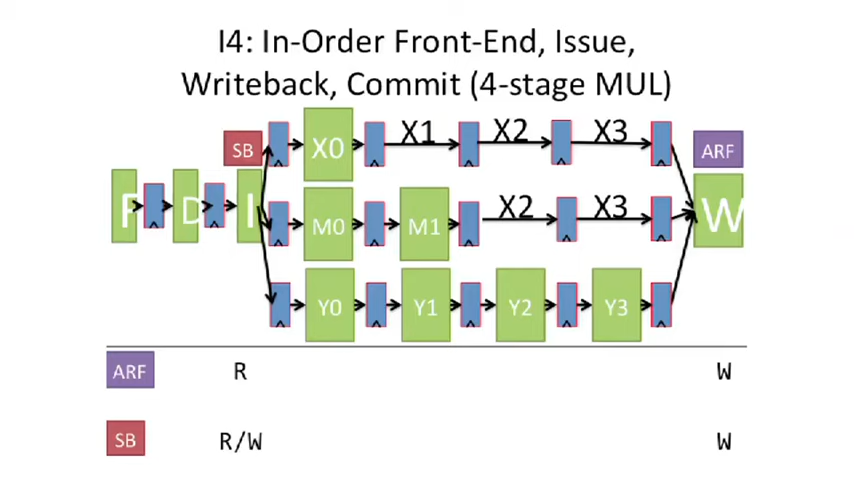 I4: In-Order Front-End, Issue,
Writeback, Commit (4-stage MUL)
SB X0 X1 X2 X3 ARF
F D I M0 M1 X2 X3 W
Y0 Y1 Y2 Y3
ARF R W
SB R/W W